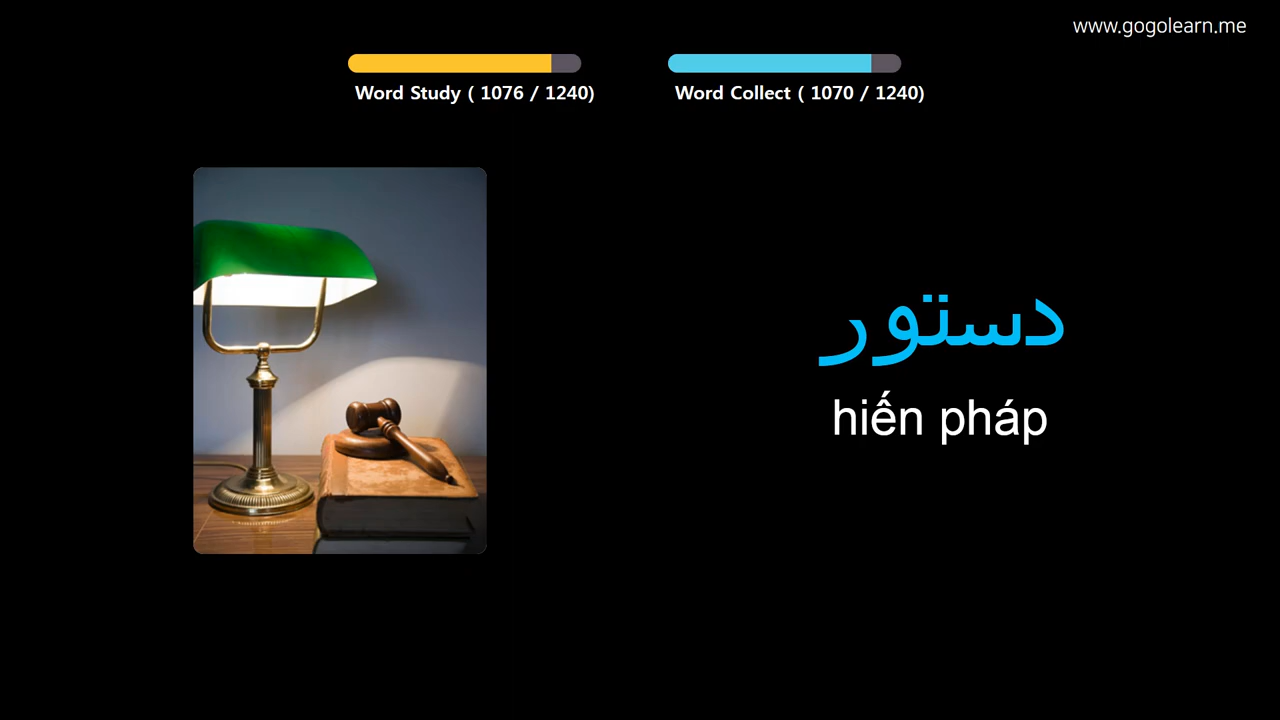 www.gogolearn.me
Word Study ( 1076 / 1240)
Word Collect ( 1070 / 1240)
دستور
hiến pháp